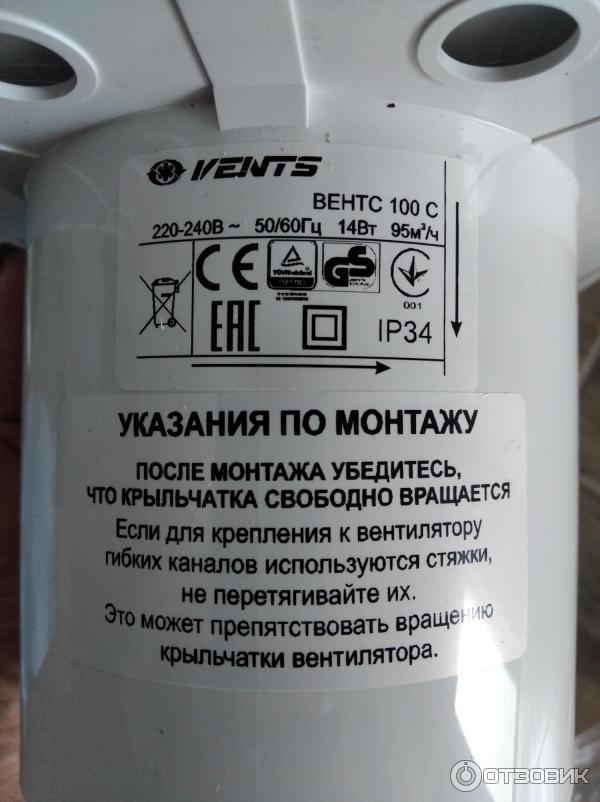 VENTS
ВЕНТС 100 С
220-240В ~ 50/60Гц 14Вт 95м³/ч
CE TÜVRheinland GS
001
EAC IP34
УКАЗАНИЯ ПО МОНТАЖУ
ПОСЛЕ МОНТАЖА УБЕДИТЕСЬ,
ЧТО КРЫЛЬЧАТКА СВОБОДНО ВРАЩАЕТСЯ
Если для крепления к вентилятору
гибких каналов используются стяжки,
не перетягивайте их.
Это может препятствовать вращению
крыльчатки вентилятора.
ОТЗОВИК